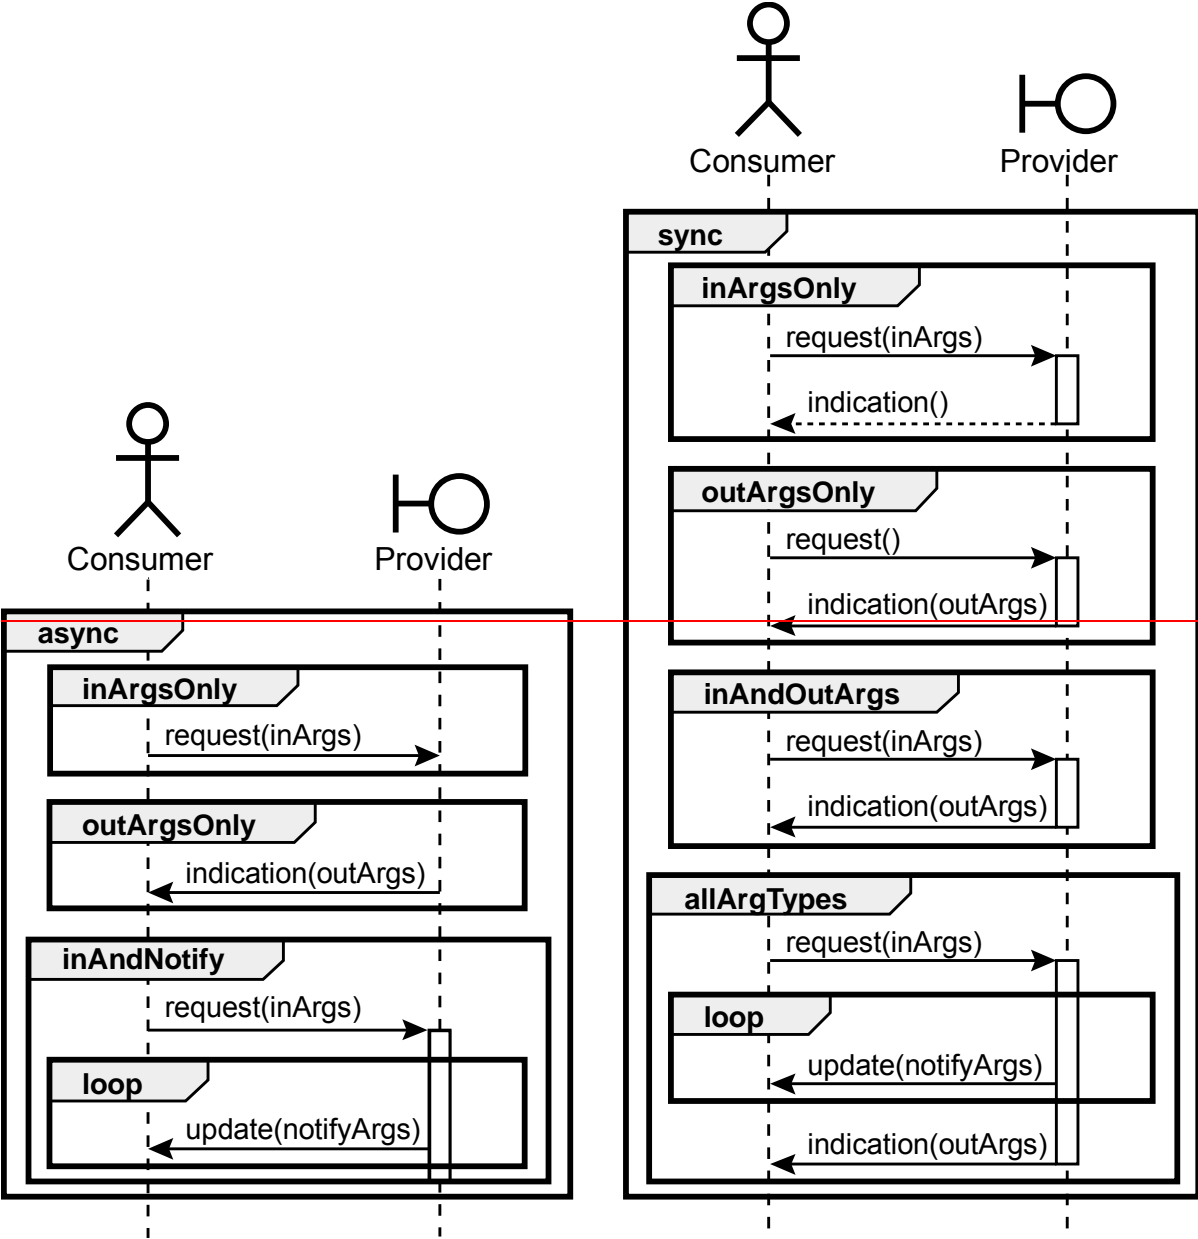 Consumer
Provider
async
inArgsOnly
request(inArgs)
outArgsOnly
indication(outArgs)
inAndNotify
request(inArgs)
loop
update(notifyArgs)
Consumer
Provider
sync
inArgsOnly
request(inArgs)
indication()
outArgsOnly
request()
indication(outArgs)
inAndOutArgs
request(inArgs)
indication(outArgs)
allArgTypes
request(inArgs)
loop
update(notifyArgs)
indication(outArgs)